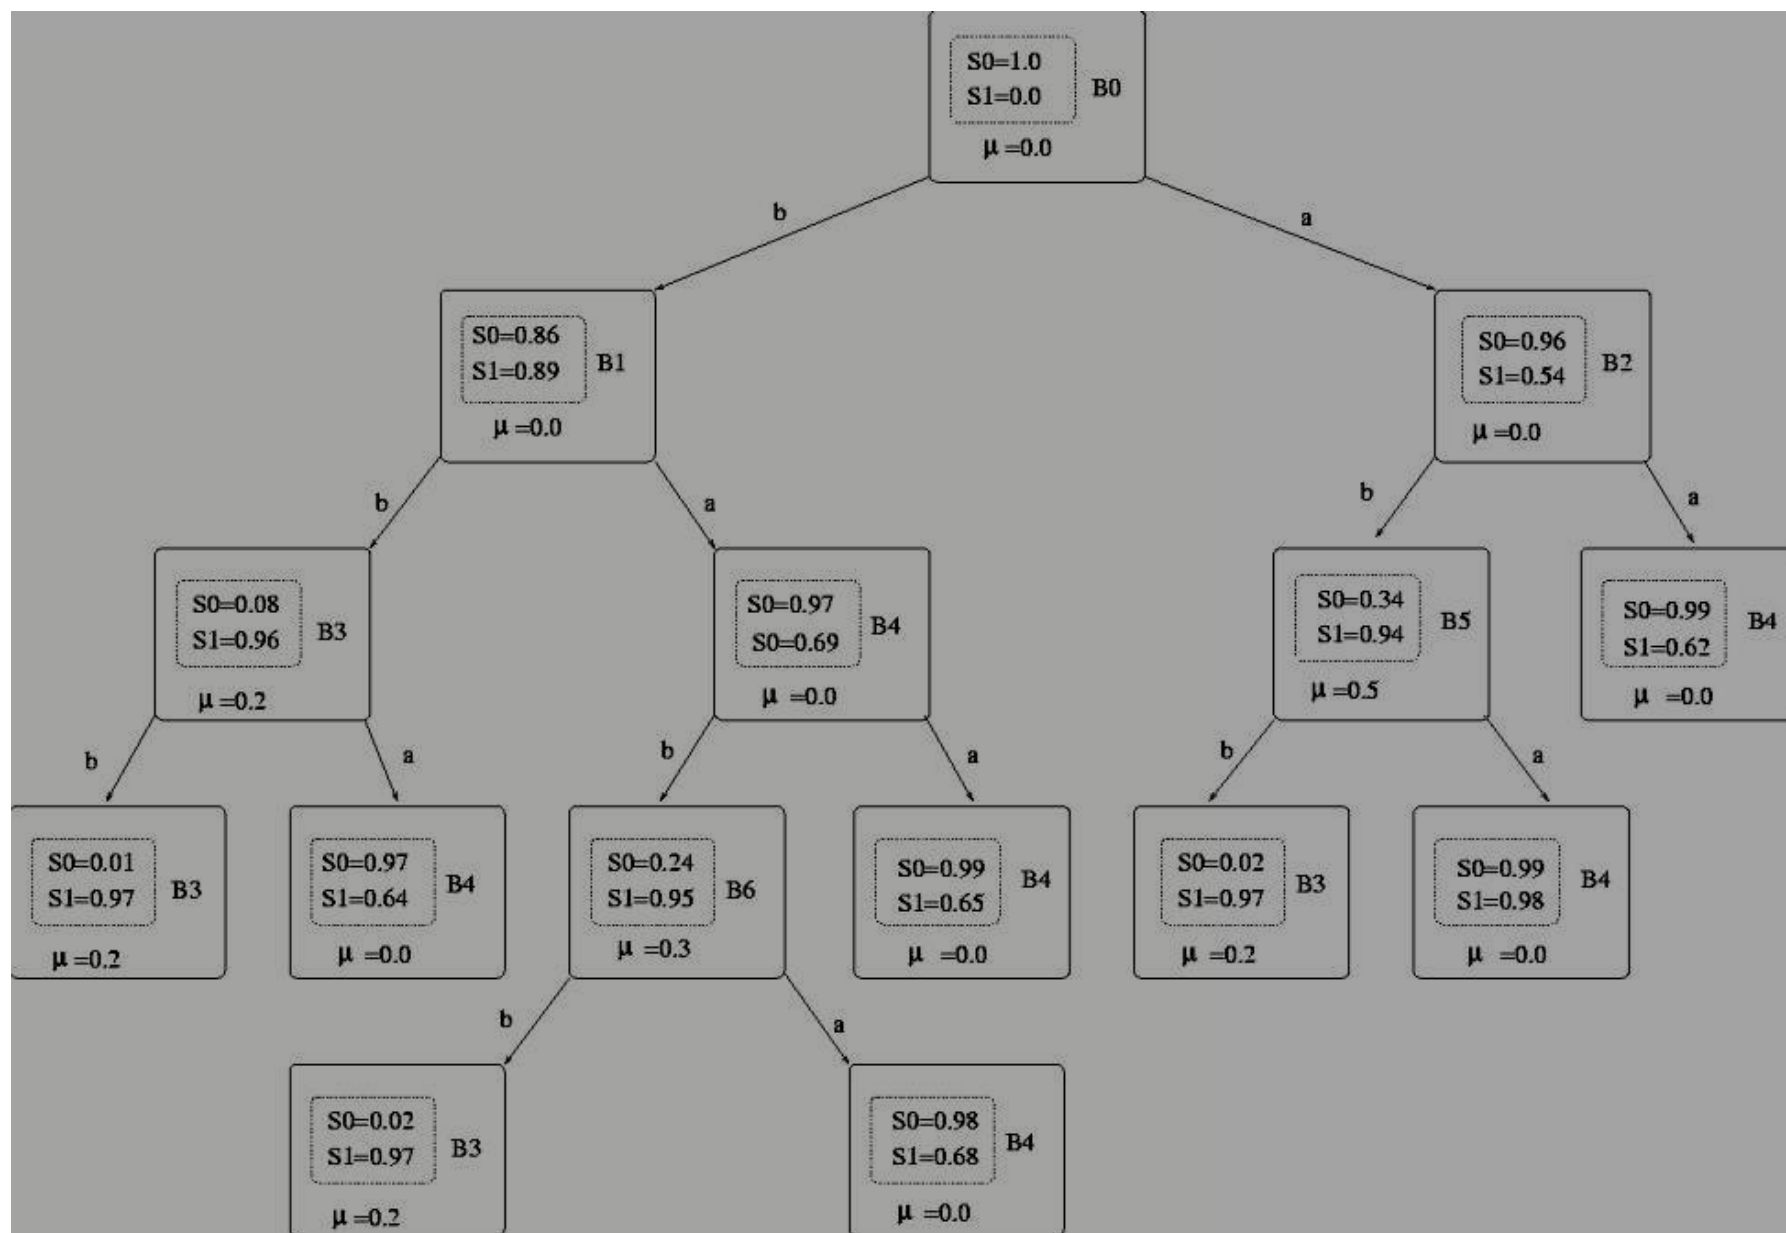 S0=1.0
S1=0.0
B0
μ =0.0
b
a
S0=0.86
S1=0.89
B1
μ =0.0
S0=0.96
S1=0.54
B2
μ =0.0
b
a
b
a
S0=0.08
S1=0.96
B3
μ =0.2
S0=0.97
S0=0.69
B4
μ =0.0
S0=0.34
S1=0.94
B5
μ =0.5
S0=0.99
S1=0.62
B4
μ =0.0
b
a
b
a
b
a
S0=0.01
S1=0.97
B3
μ =0.2
S0=0.97
S1=0.64
B4
μ =0.0
S0=0.24
S1=0.95
B6
μ =0.3
S0=0.99
S1=0.65
B4
μ =0.0
S0=0.02
S1=0.97
B3
μ =0.2
S0=0.99
S1=0.98
B4
μ =0.0
b
a
S0=0.02
S1=0.97
B3
μ =0.2
S0=0.98
S1=0.68
B4
μ =0.0